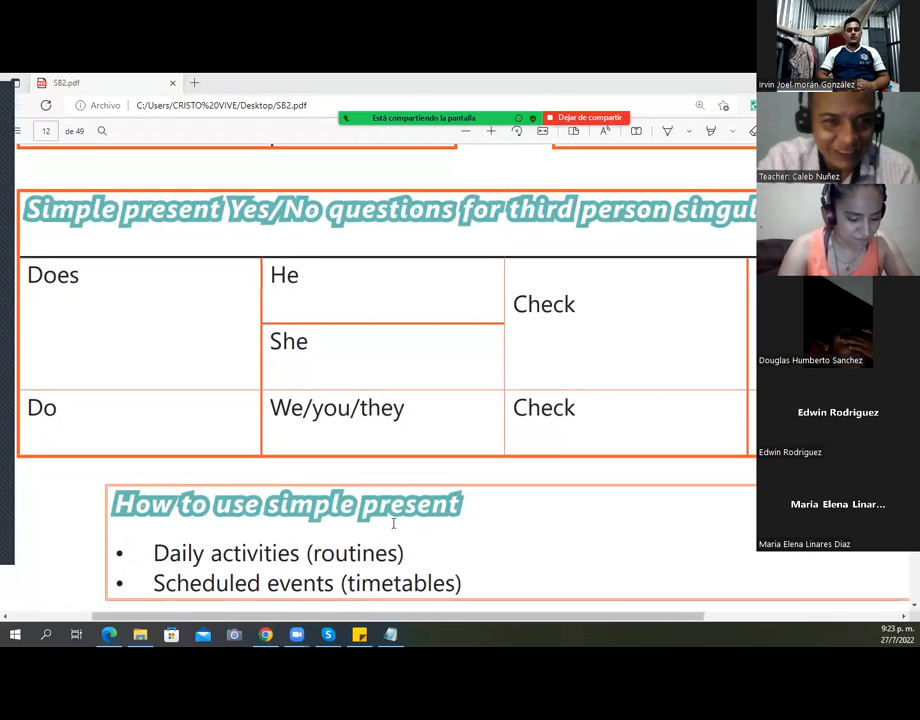 SB2.pdf
Archivo
C:/Users/CRISTO%20VIVE/Desktop/SB2.pdf
Está compartiendo la pantalla
Dejar de compartir
12 de 49
Simple present Yes/No questions for third person singul
Does
He
Check
She
Do
We/you/they
Check
How to use simple present
• Daily activities (routines)
• Scheduled events (timetables)
Irvin Joel morán González
Teacher: Caleb Nuñez
Douglas Humberto Sanchez
Edwin Rodriguez
Edwin Rodriguez
Maria Elena Linar...
Maria Elena Linares Diaz
9:23 p. m.
27/7/2022